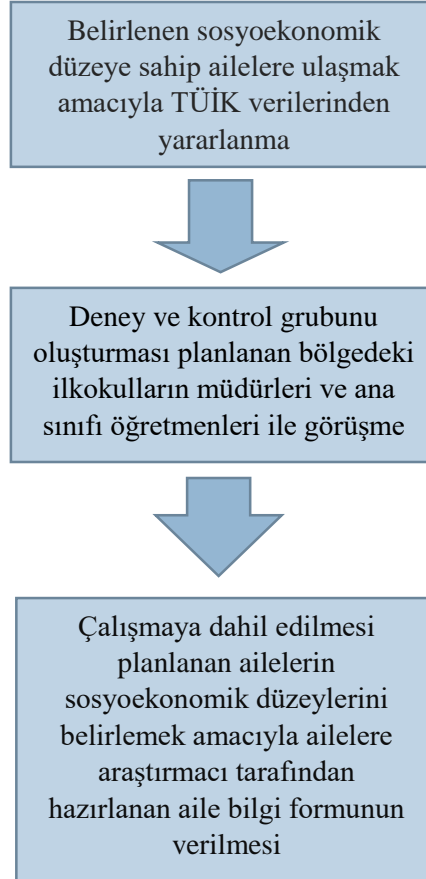 Belirlenen sosyoekonomik
düzeye sahip ailelere ulaşmak
amacıyla TÜİK verilerinden
yararlanma
Deney ve kontrol grubunu
oluşturması planlanan bölgedeki
ilkokulların müdürleri ve ana
sınıfı öğretmenleri ile görüşme
Çalışmaya dahil edilmesi
planlanan ailelerin
sosyoekonomik düzeylerini
belirlemek amacıyla ailelere
araştırmacı tarafından
hazırlanan aile bilgi formunun
verilmesi